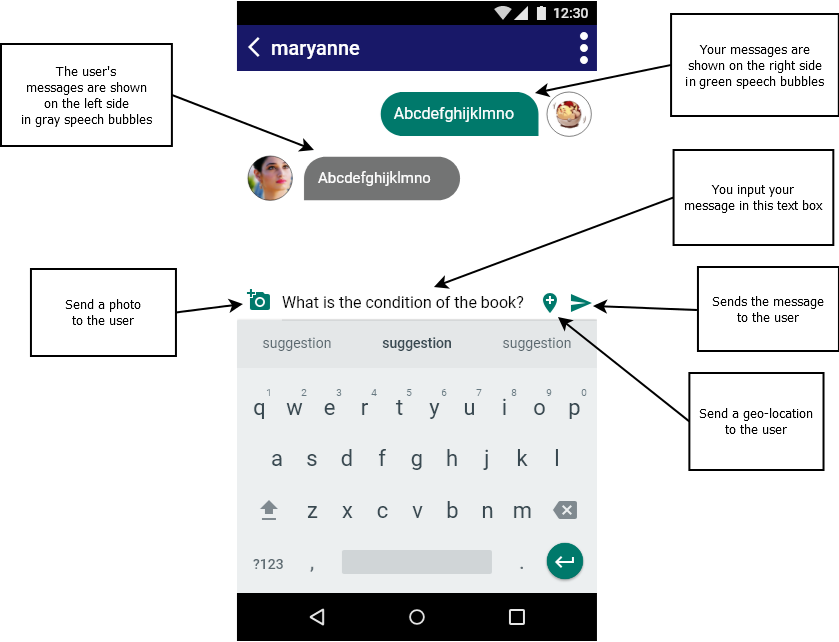 12:30
maryanne
The user's
messages are shown
on the left side
in gray speech bubbles
Your messages are
shown on the right side
in green speech bubbles
Abcdefghijklmno
Abcdefghijklmno
You input your
message in this text box
Send a photo
to the user
What is the condition of the book?
Sends the message
to the user
suggestion suggestion suggestion
Send a geo-location
to the user
1 2 3 4 5 6 7 8 9 0
q w e r t y u i o p
a s d f g h j k l
z x c v b n m
?123 , .